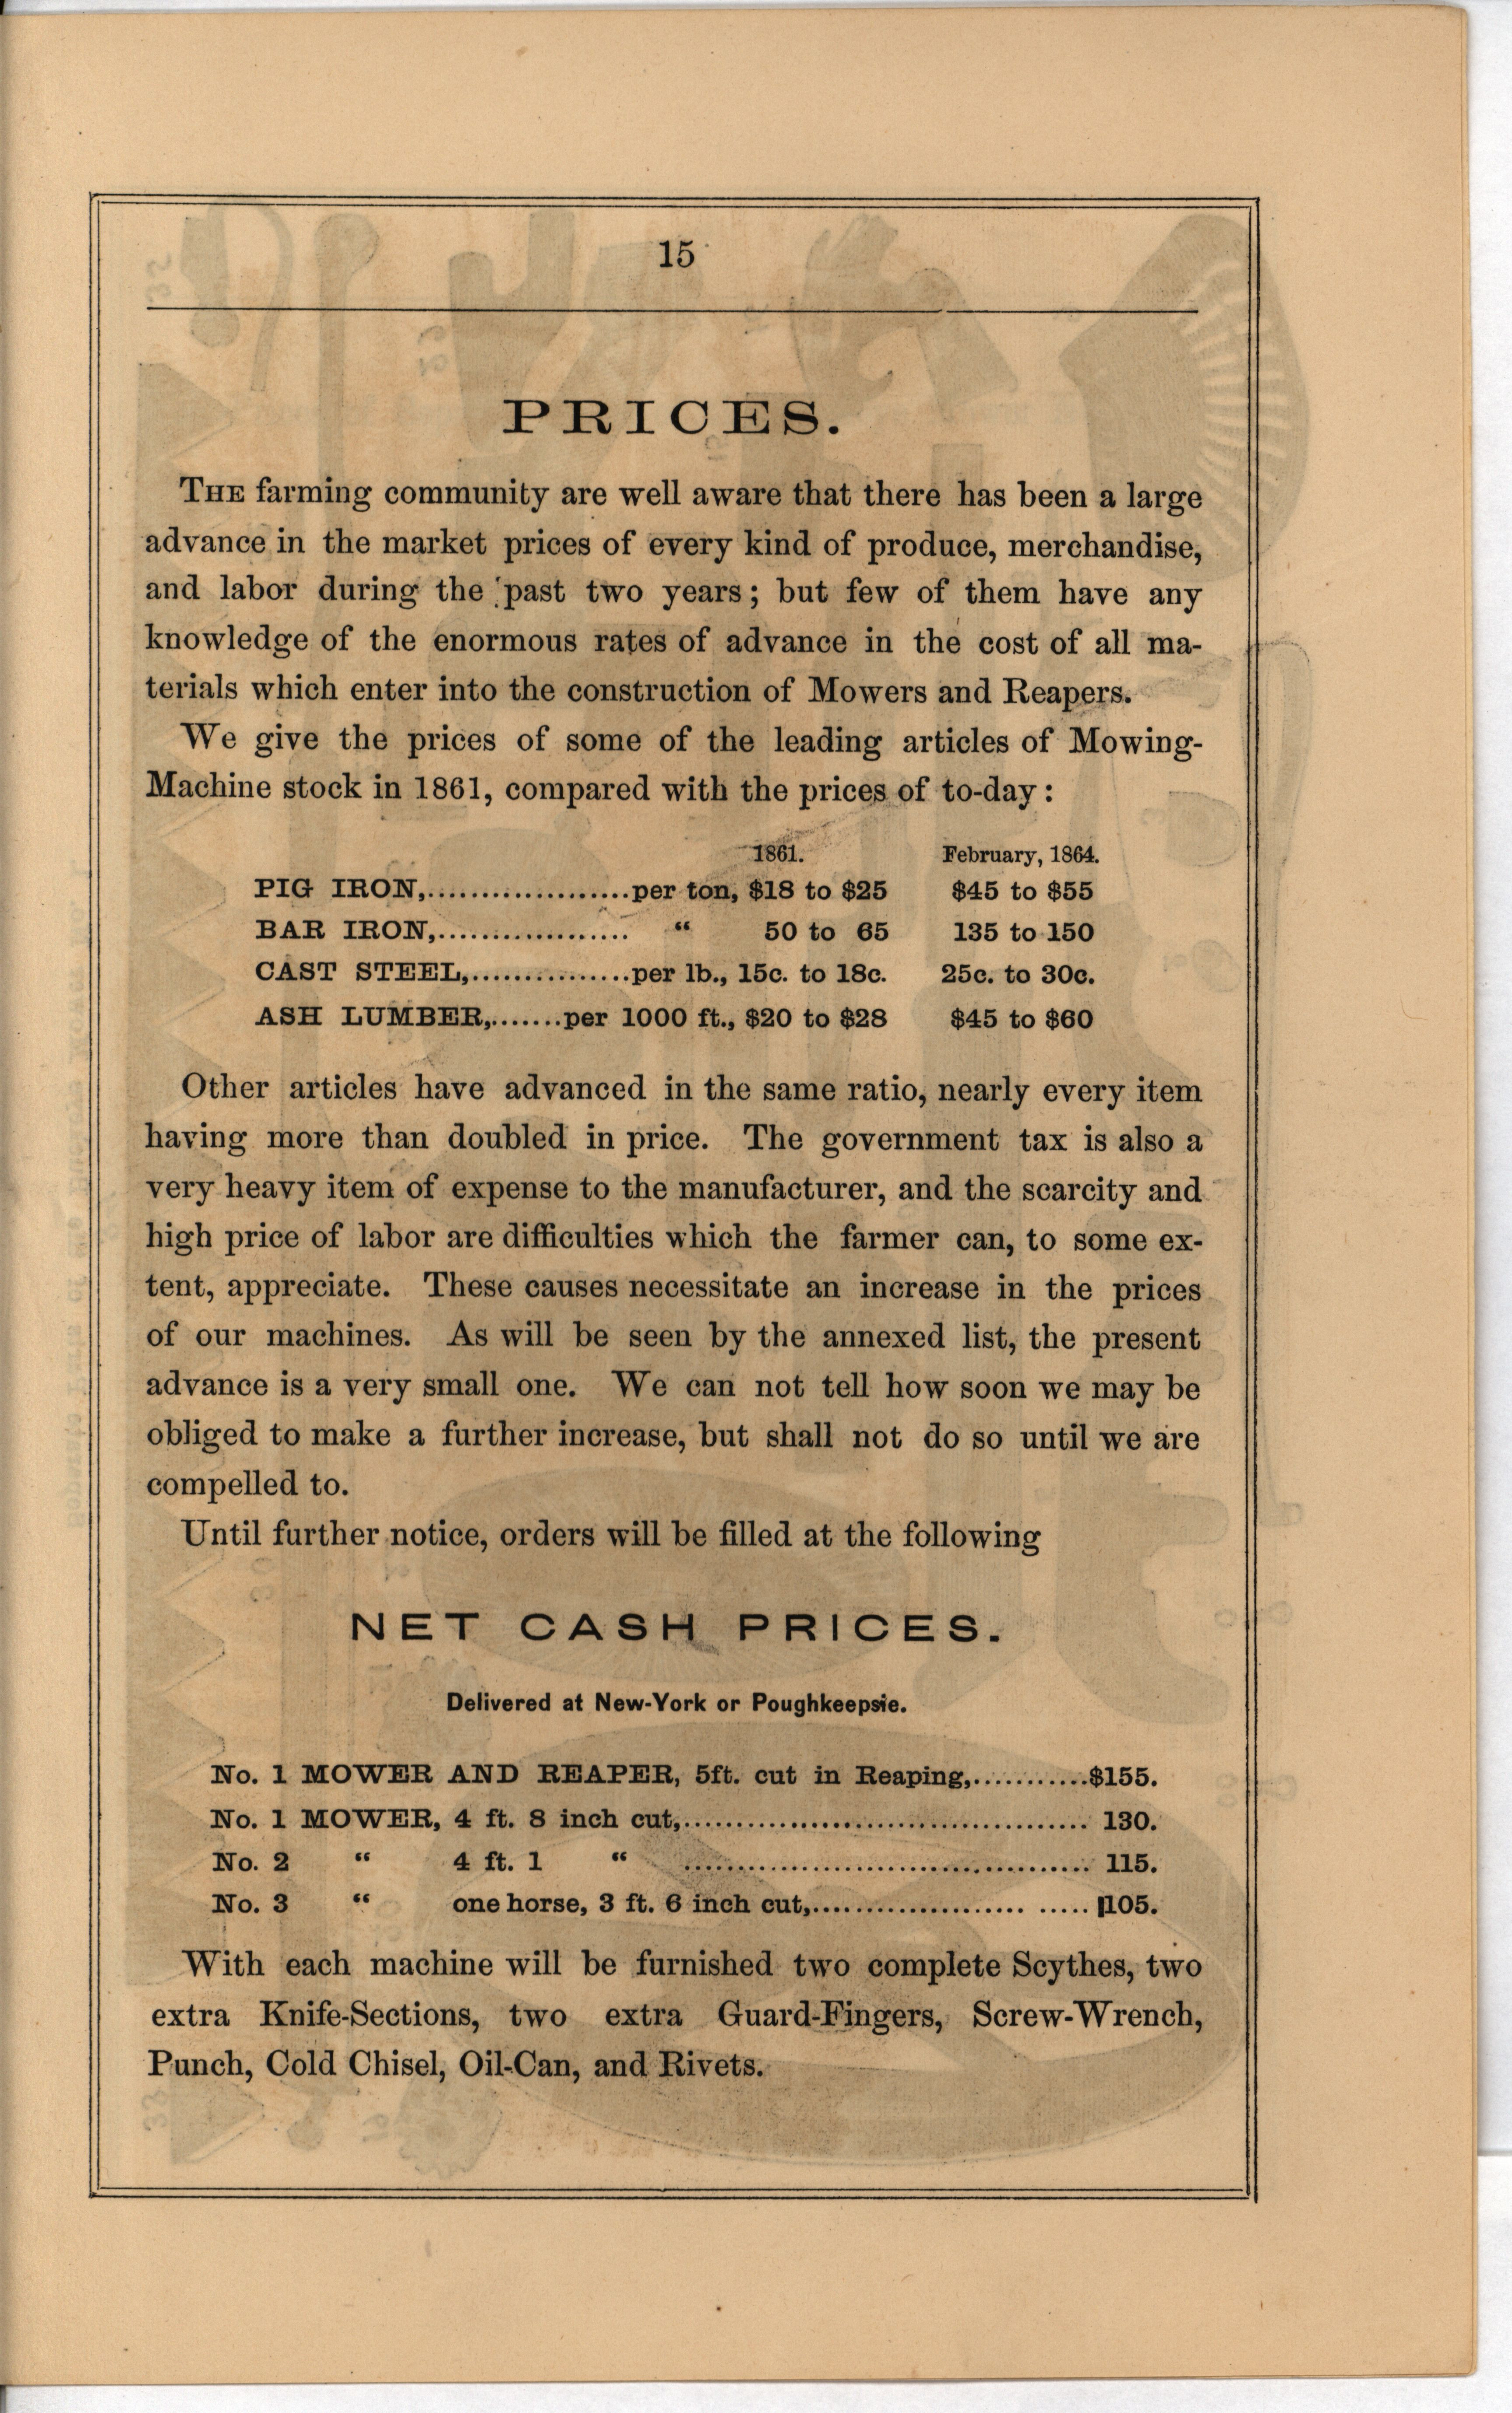 15
PRICES.
THE farming community are well aware that there has been a large
advance in the market prices of every kind of produce, merchandise,
and labor during the past two years; but few of them have any
knowledge of the enormous rates of advance in the cost of all ma-
terials which enter into the construction of Mowers and Reapers.
We give the prices of some of the leading articles of Mowing-
Machine stock in 1861, compared with the prices of to-day:
1861. February, 1864.
PIG IRON,....................per ton, $18 to $25 $45 to $55
BAR IRON,.................. “ 50 to 65 135 to 150
CAST STEEL,...............per lb., 15c. to 18c. 25c. to 30c.
ASH LUMBER,.......per 1000 ft., $20 to $28 $45 to $60
Other articles have advanced in the same ratio, nearly every item
having more than doubled in price. The government tax is also a
very heavy item of expense to the manufacturer, and the scarcity and
high price of labor are difficulties which the farmer can, to some ex-
tent, appreciate. These causes necessitate an increase in the prices
of our machines. As will be seen by the annexed list, the present
advance is a very small one. We can not tell how soon we may be
obliged to make a further increase, but shall not do so until we are
compelled to.
Until further notice, orders will be filled at the following
NET CASH PRICES.
Delivered at New-York or Poughkeepsie.
No. 1 MOWER AND REAPER, 5ft. cut in Reaping,...........$155.
No. 1 MOWER, 4 ft. 8 inch cut,...................................... 130.
No. 2 “ 4 ft. 1 “ ...................................... 115.
No. 3 “ one horse, 3 ft. 6 inch cut,.................... ..... 105.
With each machine will be furnished two complete Scythes, two
extra Knife-Sections, two extra Guard-Fingers, Screw-Wrench,
Punch, Cold Chisel, Oil-Can, and Rivets.